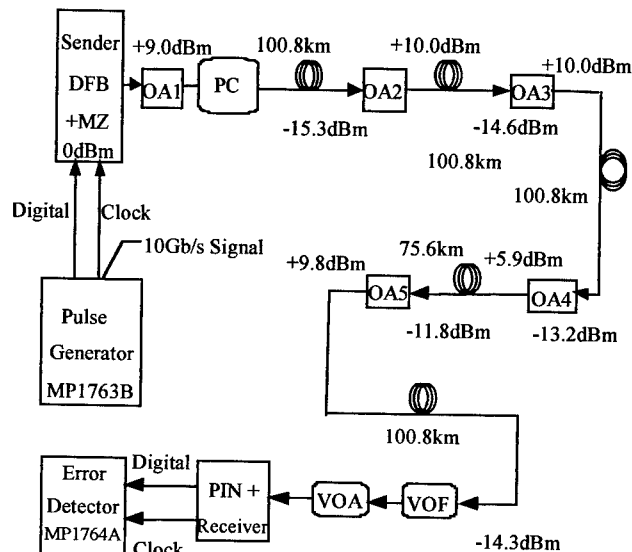 Sender
DFB
+MZ
0dBm
+9.0dBm
OA1
PC
100.8km
-15.3dBm
OA2
+10.0dBm
-14.6dBm
100.8km
OA3
+10.0dBm
100.8km
Digital
Clock
10Gb/s Signal
Pulse
Generator
MP1763B
+9.8dBm
OA5
75.6km
-11.8dBm
+5.9dBm
OA4
-13.2dBm
100.8km
-14.3dBm
VOF
VOA
PIN +
Receiver
Digital
Clock
Error
Detector
MP1764A